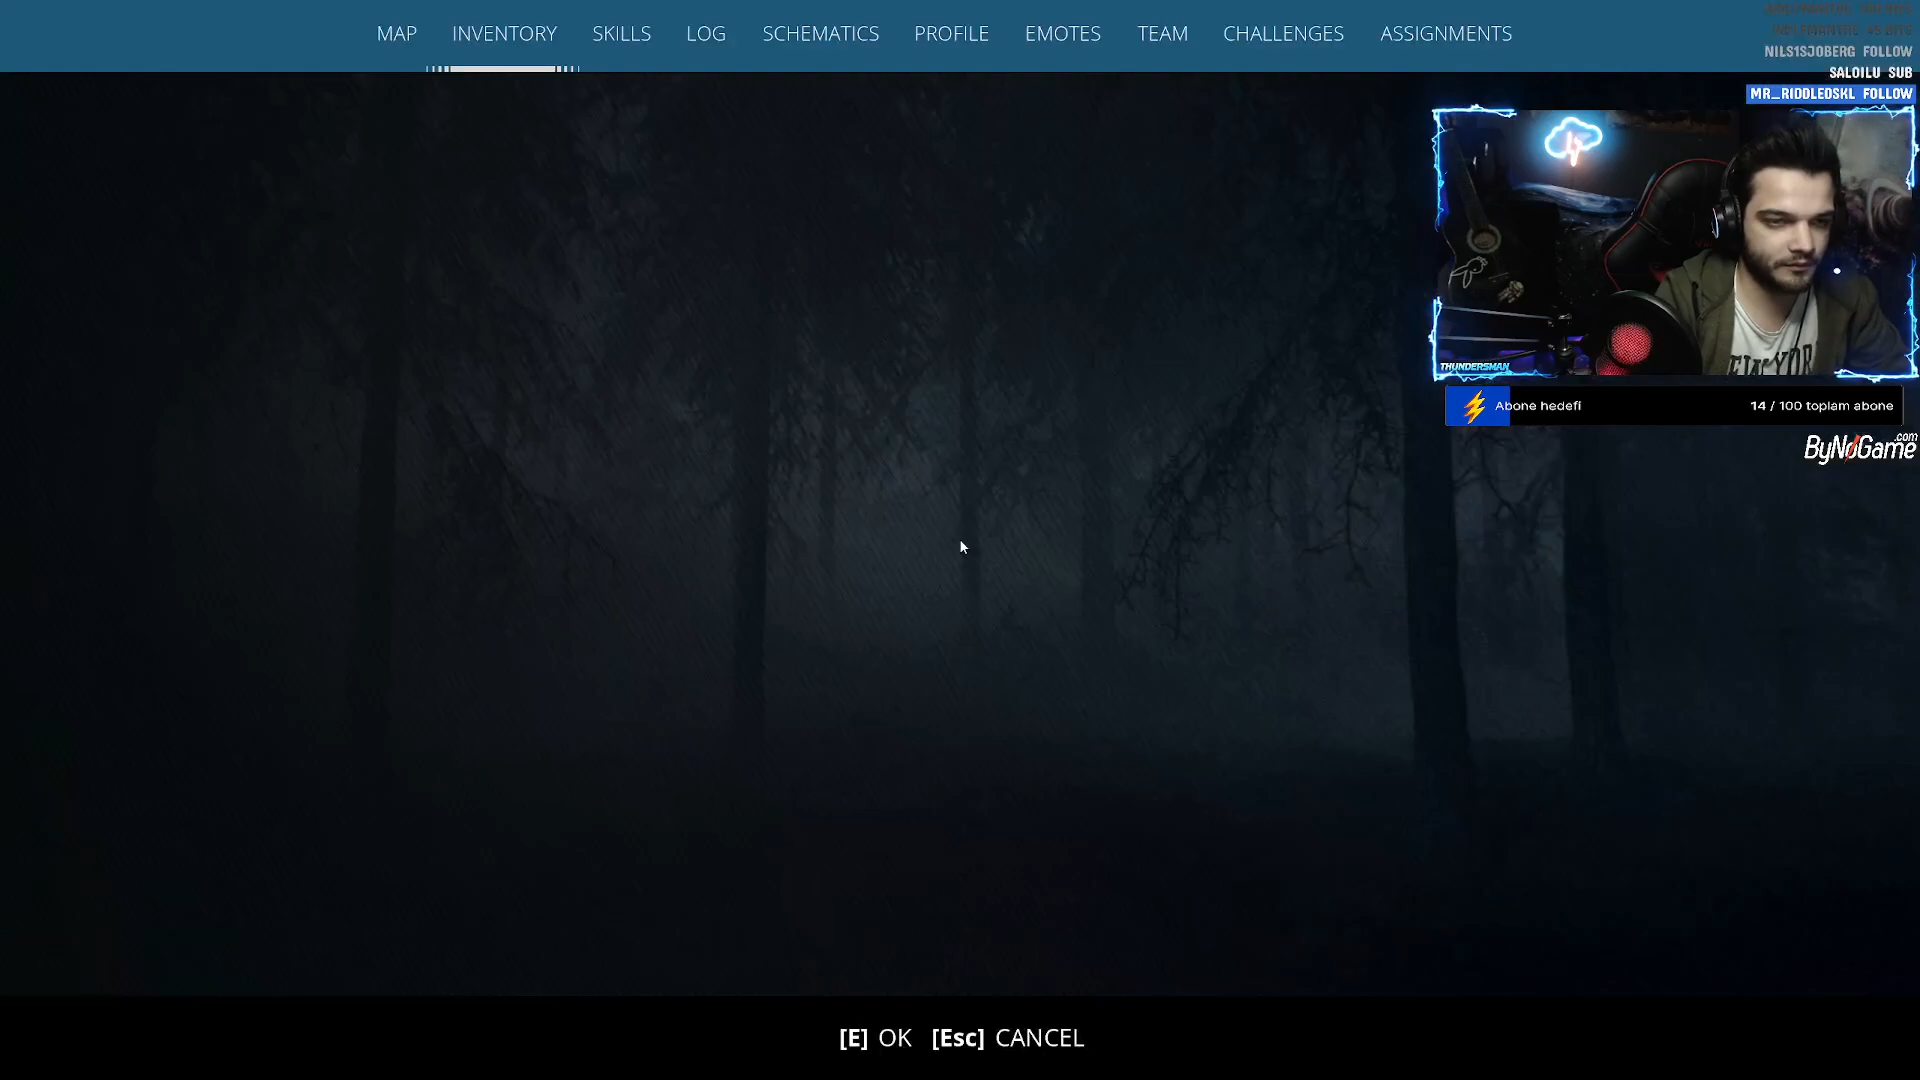 MAP INVENTORY SKILLS LOG SCHEMATICS PROFILE EMOTES TEAM CHALLENGES ASSIGNMENTS
NILS1SJOBERG FOLLOW
SALOILU SUB
MR_RIDDLEOSKL FOLLOW
THUNDERSMAN
Abone hedefi 14 / 100 toplam abone
ByNoGame.com
[E] OK [Esc] CANCEL